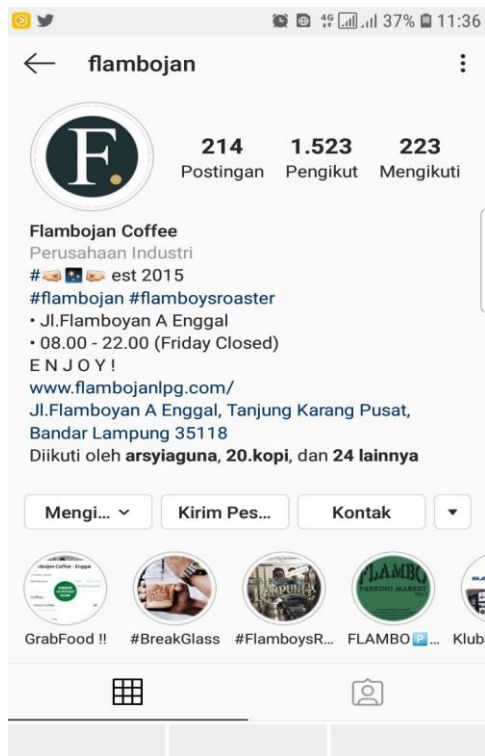 4G 37% 11:36
flambojan
F.
214 1.523 223
Postingan Pengikut Mengikuti
Flambojan Coffee
Perusahaan Industri
#🤜🏻🌃🤛🏻 est 2015
#flambojan #flamboysroaster
• Jl.Flamboyan A Enggal
• 08.00 - 22.00 (Friday Closed)
E N J O Y !
www.flambojanlpg.com/
Jl.Flamboyan A Enggal, Tanjung Karang Pusat,
Bandar Lampung 35118
Diikuti oleh arsyiaguna, 20.kopi, dan 24 lainnya
Mengi... Kirim Pes... Kontak
FLAMBO
PARKING MARKET
GrabFood !! #BreakGlass #FlamboysR... FLAMBO🅿️... Klub